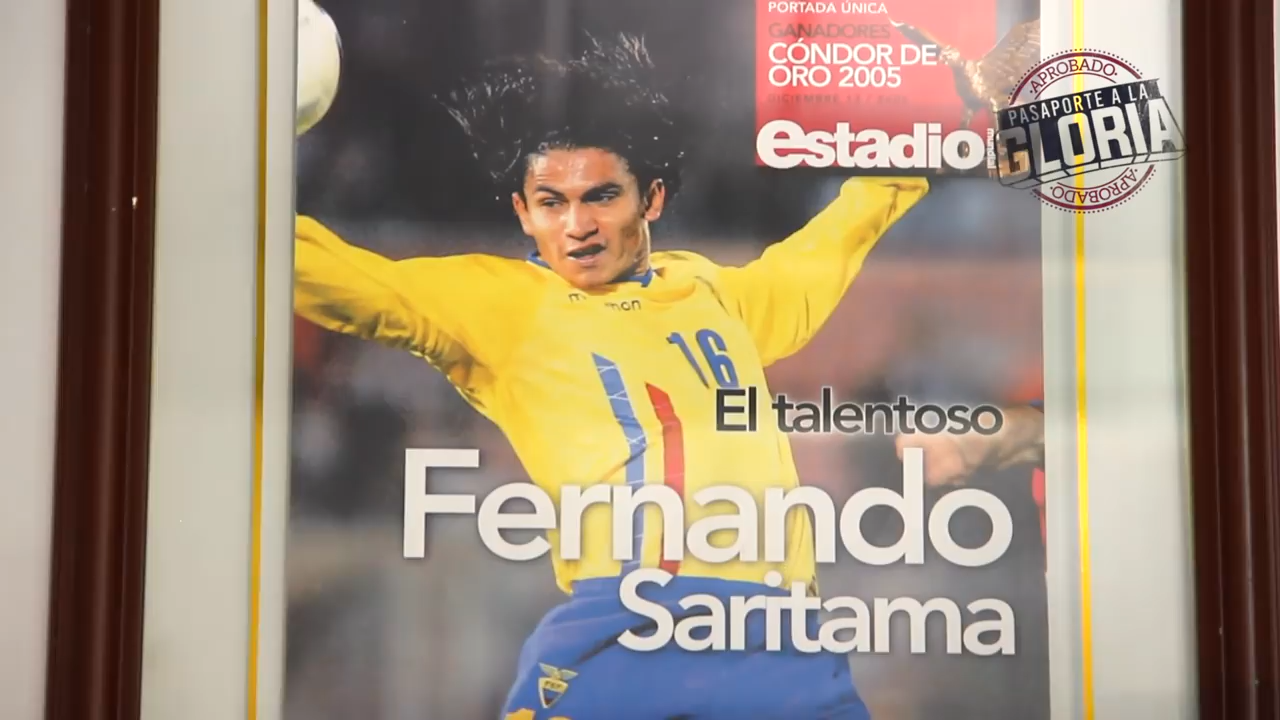 PORTADA ÚNICA
GANADORES
CÓNDOR DE
ORO 2005
estadio
APROBADO
PASAPORTE A LA
GLORIA
APROBADO
16
El talentoso
Fernando
Saritama